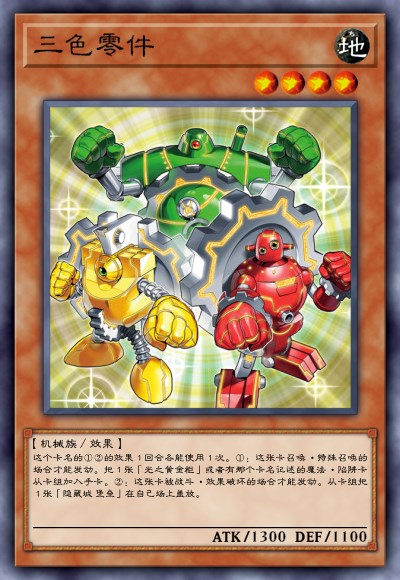 三色零件
地
【机械族／效果】
这个卡名的①②的效果1回合各能使用1次。①：这张卡召唤·特殊召唤的
场合才能发动。把1张「光之黄金柜」或者有那个卡名记述的魔法·陷阱卡
从卡组加入手卡。②：这张卡被战斗·效果破坏的场合才能发动。从卡组把
1张「隐藏城 堡垒」在自己场上盖放。
ATK/1300 DEF/1100